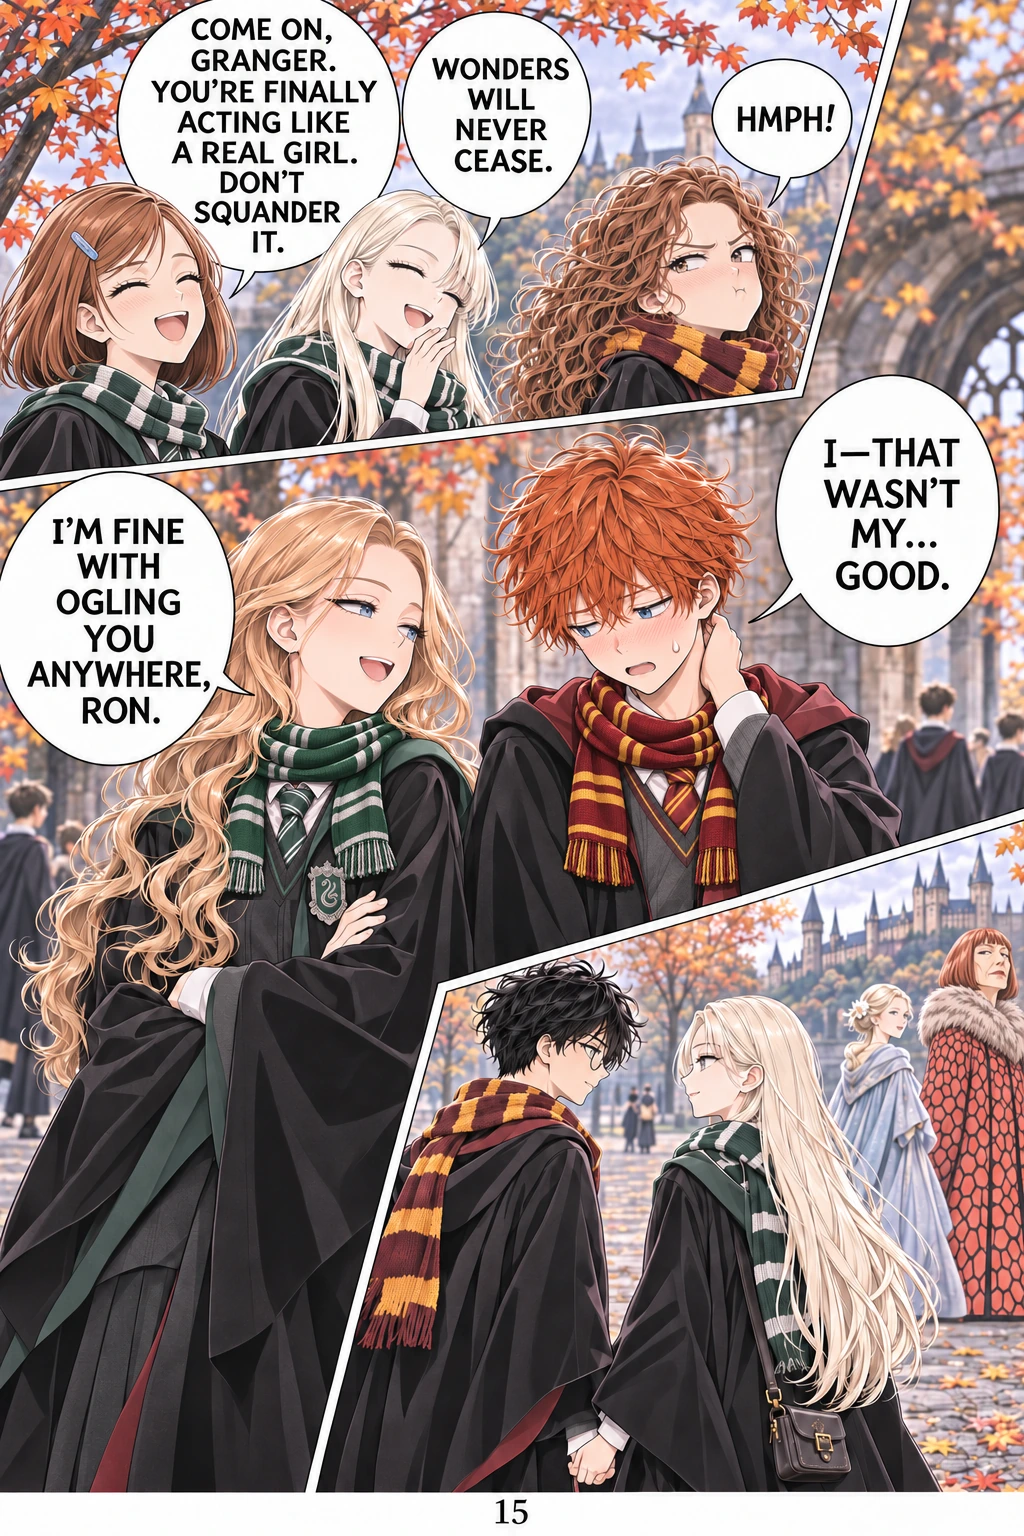 COME ON,
GRANGER.
YOU'RE FINALLY
ACTING LIKE
A REAL GIRL.
DON'T
SQUANDER
IT.
WONDERS
WILL
NEVER
CEASE.
HMPH!
I'M FINE
WITH
OGLING
YOU
ANYWHERE,
RON.
I—THAT
WASN'T
MY...
GOOD.
15